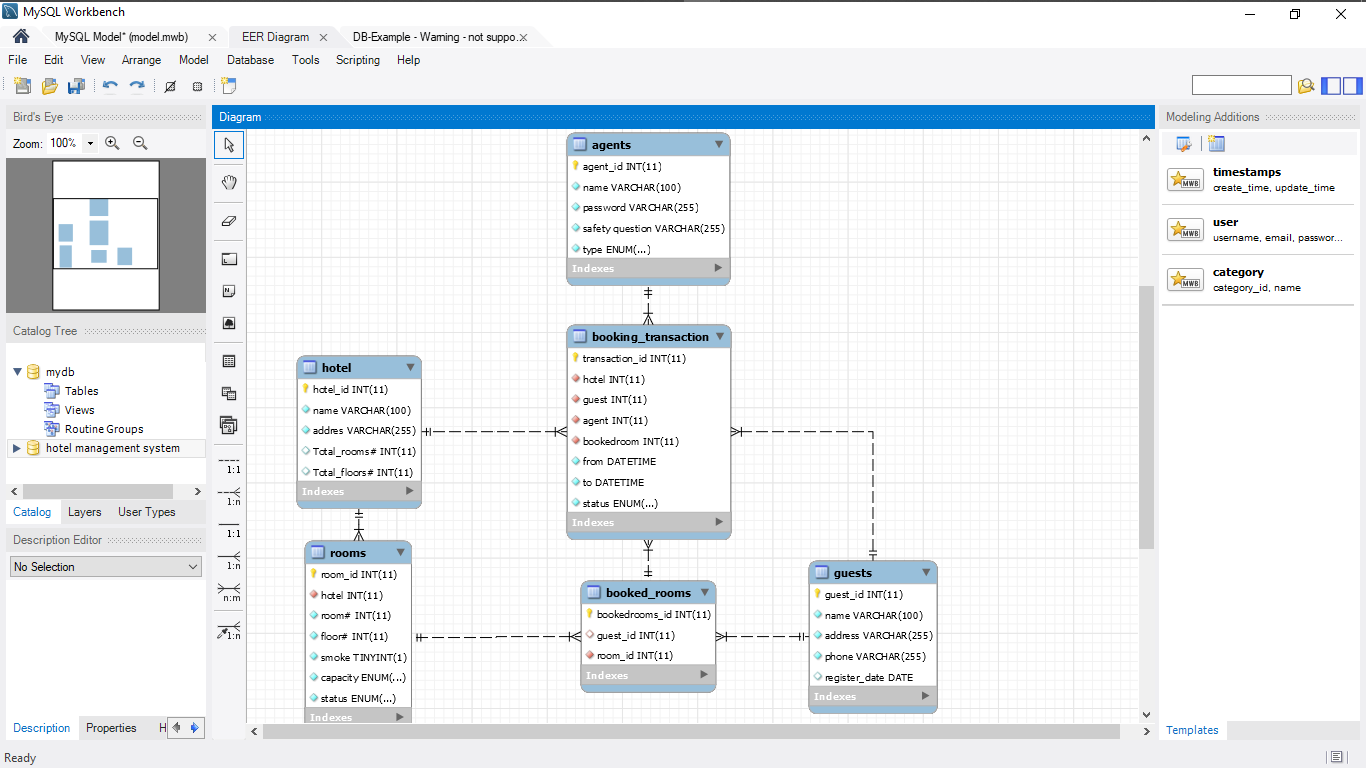 MySQL Workbench
MySQL Model* (model.mwb)
EER Diagram
DB-Example - Warning - not suppo...
File Edit View Arrange Model Database Tools Scripting Help
Bird's Eye
Zoom: 100%
Catalog Tree
mydb
Tables
Views
Routine Groups
hotel management system
Catalog Layers User Types
Description Editor
No Selection
Description Properties H
Ready
Diagram
1:1
1:n
1:1
1:n
n:m
1:n
agents
agent_id INT(11)
name VARCHAR(100)
password VARCHAR(255)
safety question VARCHAR(255)
type ENUM(...)
Indexes
booking_transaction
transaction_id INT(11)
hotel INT(11)
guest INT(11)
agent INT(11)
bookedroom INT(11)
from DATETIME
to DATETIME
status ENUM(...)
Indexes
hotel
hotel_id INT(11)
name VARCHAR(100)
addres VARCHAR(255)
Total_rooms# INT(11)
Total_floors# INT(11)
Indexes
rooms
room_id INT(11)
hotel INT(11)
room# INT(11)
floor# INT(11)
smoke TINYINT(1)
capacity ENUM(...)
status ENUM(...)
Indexes
booked_rooms
bookedrooms_id INT(11)
guest_id INT(11)
room_id INT(11)
Indexes
guests
guest_id INT(11)
name VARCHAR(100)
address VARCHAR(255)
phone VARCHAR(255)
register_date DATE
Indexes
Modeling Additions
MWB
timestamps
create_time, update_time
MWB
user
username, email, passwor...
MWB
category
category_id, name
Templates